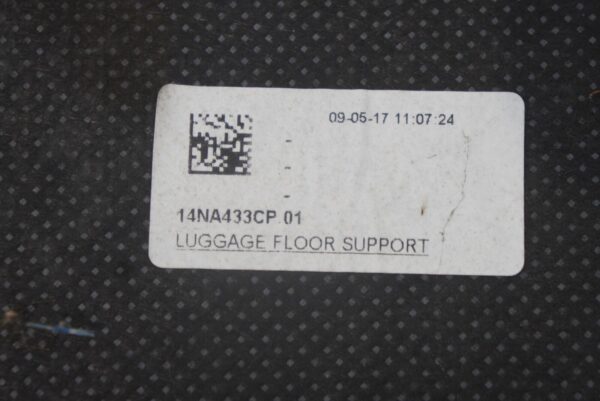 09-05-17 11:07:24
-
-
-
14NA433CP 01
LUGGAGE FLOOR SUPPORT